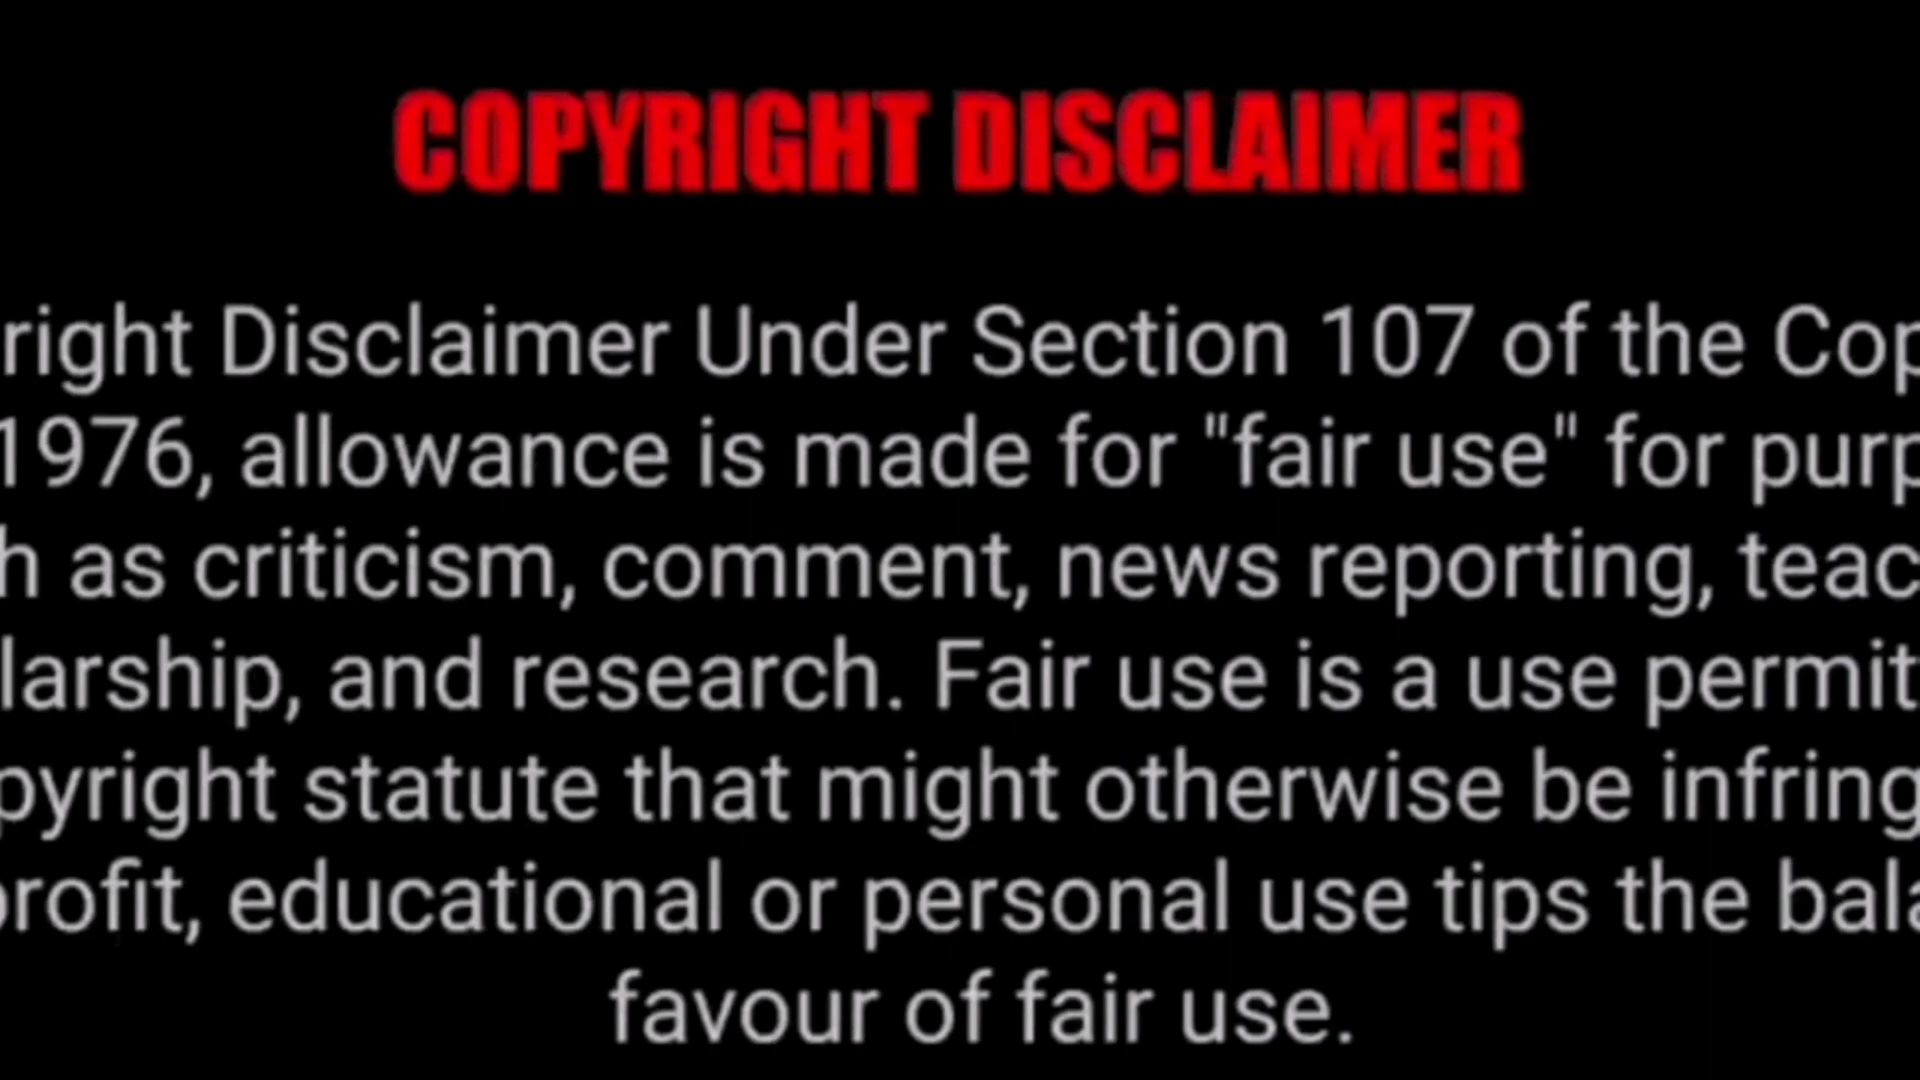 COPYRIGHT DISCLAIMER
right Disclaimer Under Section 107 of the Cop
1976, allowance is made for "fair use" for purp
h as criticism, comment, news reporting, teac
larship, and research. Fair use is a use permit
pyright statute that might otherwise be infring
profit, educational or personal use tips the bala
favour of fair use.